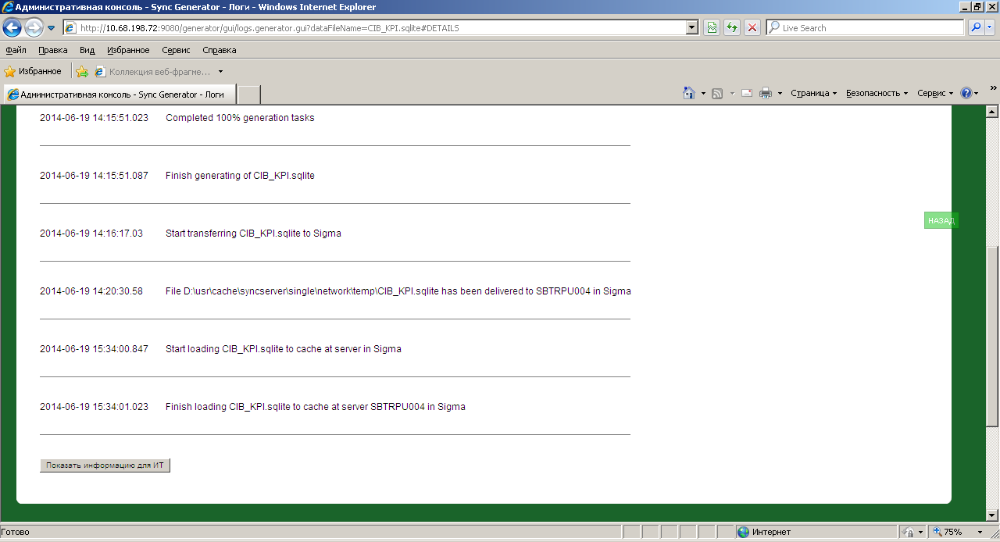 Административная консоль - Sync Generator - Логи - Windows Internet Explorer
http://10.68.198.72:9080/generator/gui/logs.generator.gui?dataFileName=CIB_KPI.sqlite#DETAILS
Live Search
Файл Правка Вид Избранное Сервис Справка
Избранное Коллекция веб-фрагме...
Административная консоль - Sync Generator - Логи
Страница Безопасность Сервис
2014-06-19 14:15:51.023 Completed 100% generation tasks
2014-06-19 14:15:51.087 Finish generating of CIB_KPI.sqlite
НАЗАД
2014-06-19 14:16:17.03 Start transferring CIB_KPI.sqlite to Sigma
2014-06-19 14:20:30.58 File D:\usr\cache\syncserver\single\network\temp\CIB_KPI.sqlite has been delivered to SBTRPU004 in Sigma
2014-06-19 15:34:00.847 Start loading CIB_KPI.sqlite to cache at server in Sigma
2014-06-19 15:34:01.023 Finish loading CIB_KPI.sqlite to cache at server SBTRPU004 in Sigma
Показать информацию для ИТ
Готово Интернет 75%